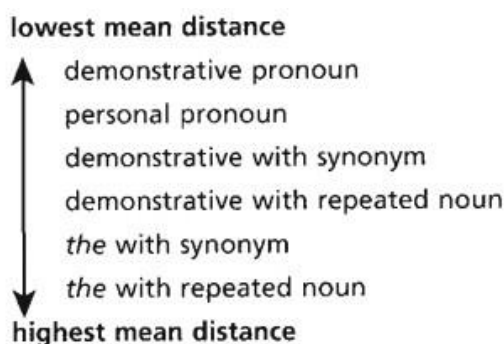 lowest mean distance
demonstrative pronoun
personal pronoun
demonstrative with synonym
demonstrative with repeated noun
the with synonym
the with repeated noun
highest mean distance